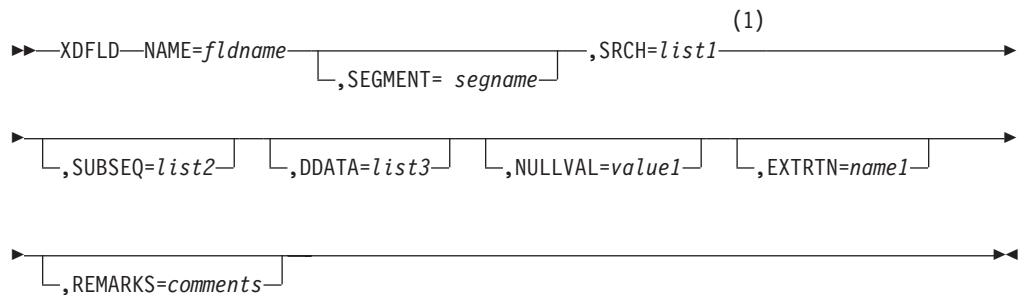 (1)
XDFLD NAME=fldname ,SRCH=list1
,SEGMENT= segname
,SUBSEQ=list2 ,DDATA=list3 ,NULLVAL=value1 ,EXTRTN=name1
,REMARKS=comments